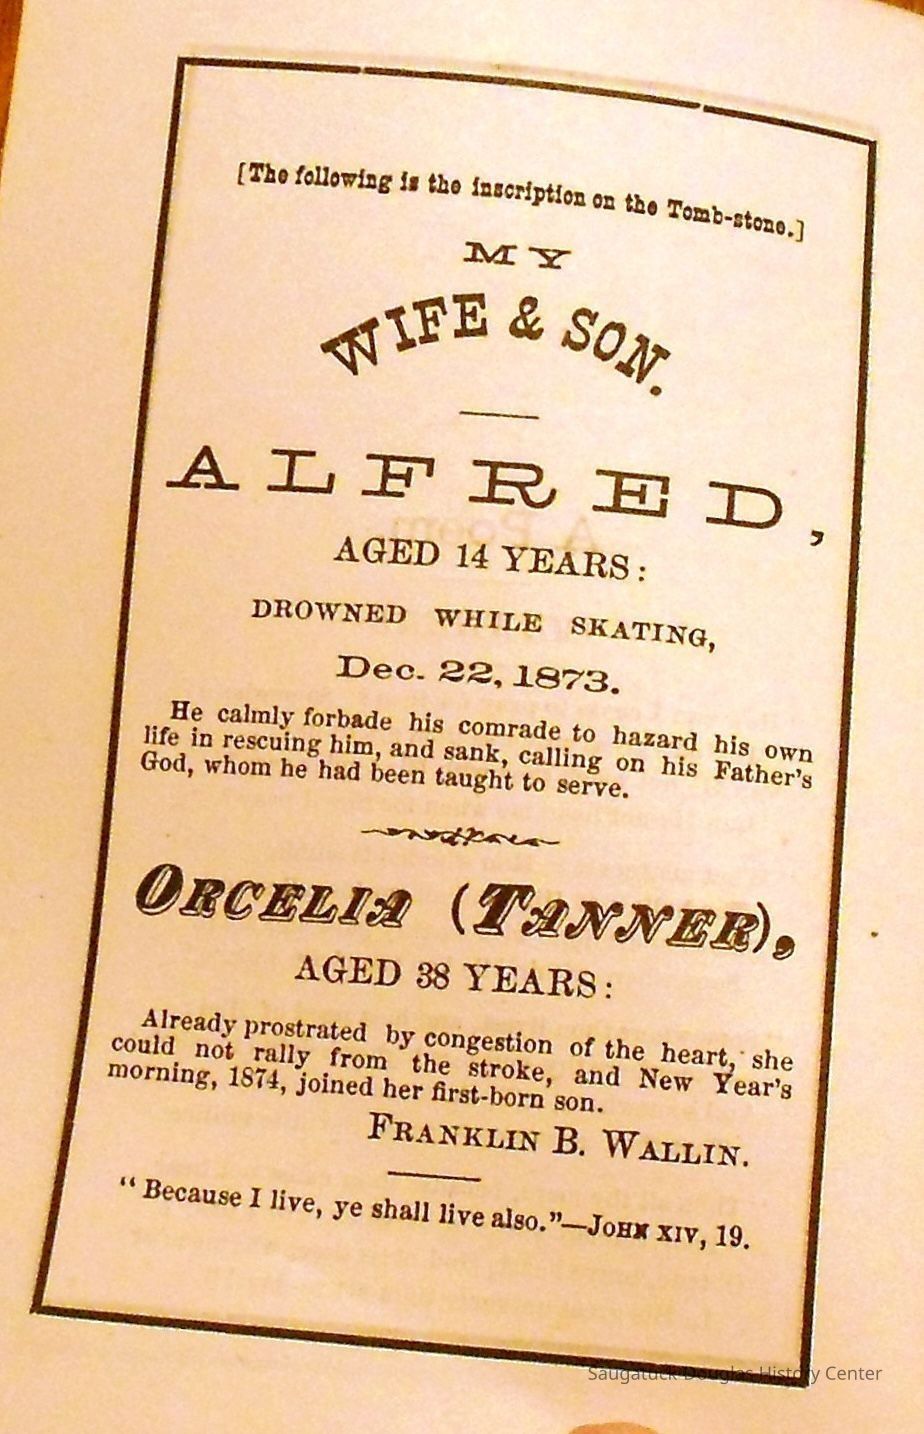 [The following is the inscription on the Tomb-stone.]
MY
WIFE & SON.
ALFRED,
AGED 14 YEARS:
DROWNED WHILE SKATING,
Dec. 22, 1873.
He calmly forbade his comrade to hazard his own
life in rescuing him, and sank, calling on his Father's
God, whom he had been taught to serve.
ORCELIA (TANNER),
AGED 38 YEARS:
Already prostrated by congestion of the heart, she
could not rally from the stroke, and New Year's
morning, 1874, joined her first-born son.
FRANKLIN B. WALLIN.
"Because I live, ye shall live also."—JOHN XIV, 19.
Saugatuck-Douglas History Center